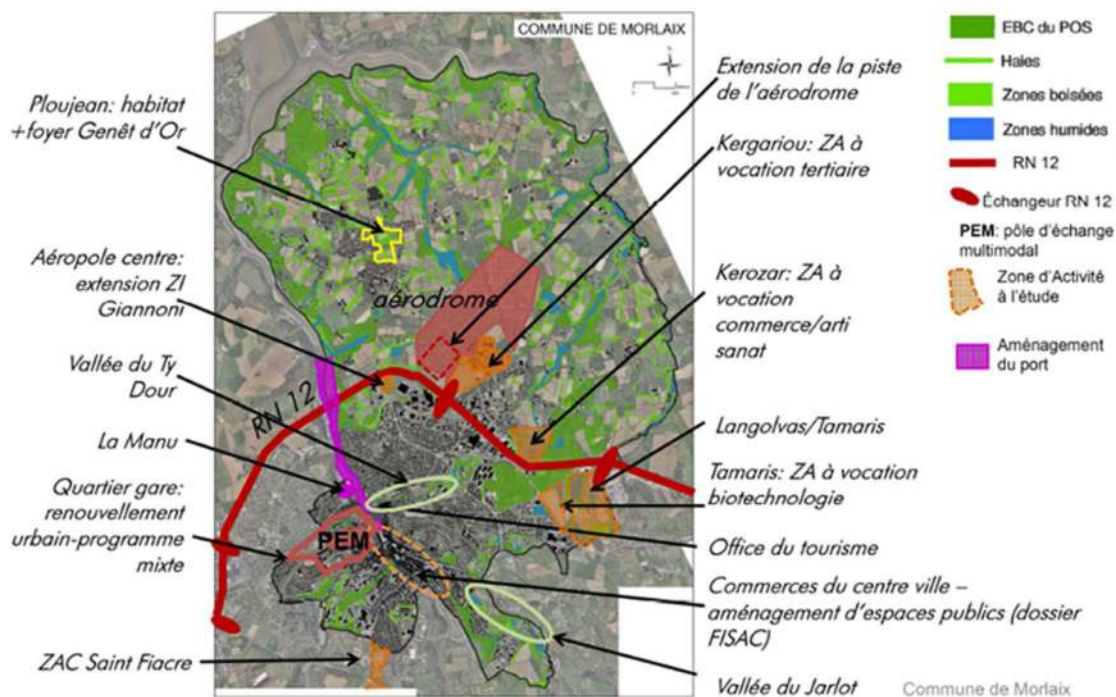 COMMUNE DE MORLAIX
N
Ploujean: habitat
+foyer Genêt d'Or
Aéropole centre:
extension ZI
Giannoni
Vallée du Ty
Dour
La Manu
Quartier gare:
renouvellement
urbain-programme
mixte
ZAC Saint Fiacre
aérodrome
RN 12
PEM
Extension de la piste
de l'aérodrome
Kergariou: ZA à
vocation tertiaire
Kerozar: ZA à
vocation
commerce/arti
sanat
Langolvas/Tamaris
Tamaris: ZA à vocation
biotechnologie
Office du tourisme
Commerces du centre ville –
aménagement d'espaces publics (dossier
FISAC)
Vallée du Jarlot
EBC du POS
Haies
Zones boisées
Zones humides
RN 12
Échangeur RN 12
PEM: pôle d'échange
multimodal
Zone d'Activité
à l'étude
Aménagement
du port
Commune de Morlaix